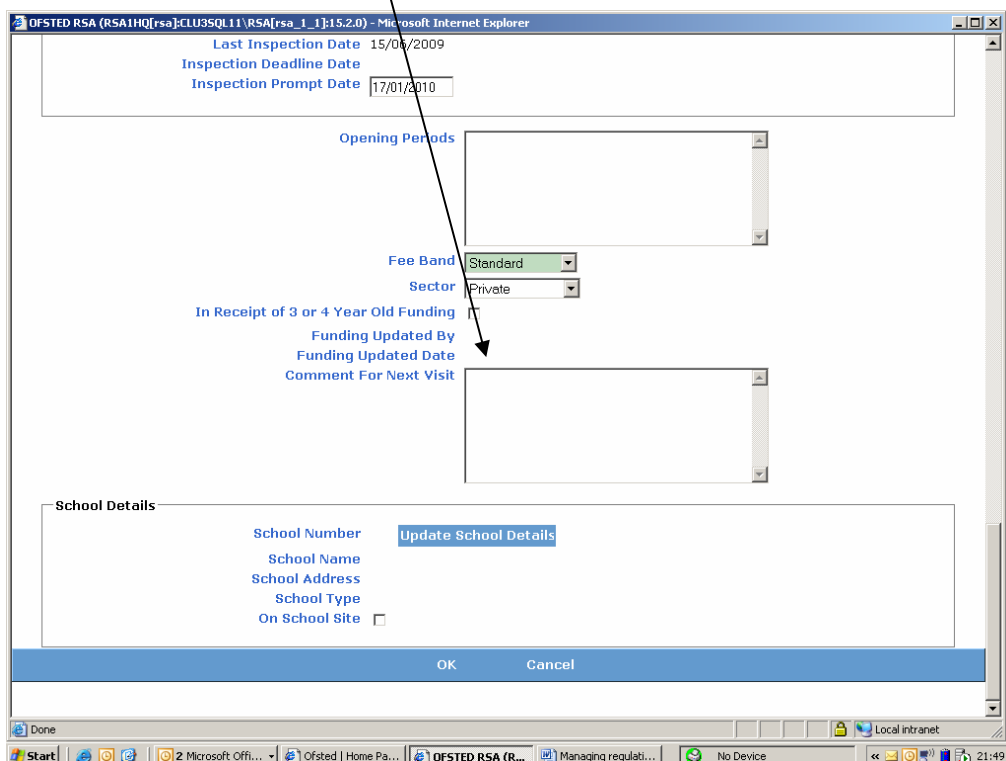 OFSTED RSA (RSA1HQ[rsa]:CLU3SQL11\RSA[rsa_1_1]:15.2.0) - Microsoft Internet Explorer
Last Inspection Date 15/06/2009
Inspection Deadline Date
Inspection Prompt Date 17/01/2010
Opening Periods
Fee Band Standard
Sector Private
In Receipt of 3 or 4 Year Old Funding
Funding Updated By
Funding Updated Date
Comment For Next Visit
School Details
School Number Update School Details
School Name
School Address
School Type
On School Site
OK Cancel
Done Local intranet
Start 2 Microsoft Offi... Ofsted | Home Pa... OFSTED RSA (R... Managing regulati... No Device « 21:49